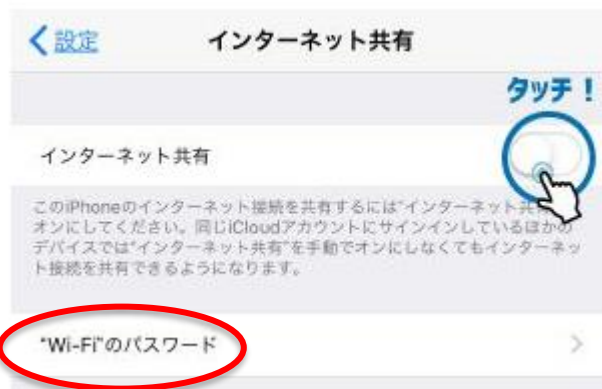 設定 インターネット共有
タッチ！
インターネット共有
このiPhoneのインターネット接続を共有するには"インターネット共
オンにしてください。同じiCloudアカウントにサインインしているほかの
デバイスでは"インターネット共有"を手動でオンにしなくてもインターネッ
ト接続を共有できるようになります。
"Wi-Fi"のパスワード